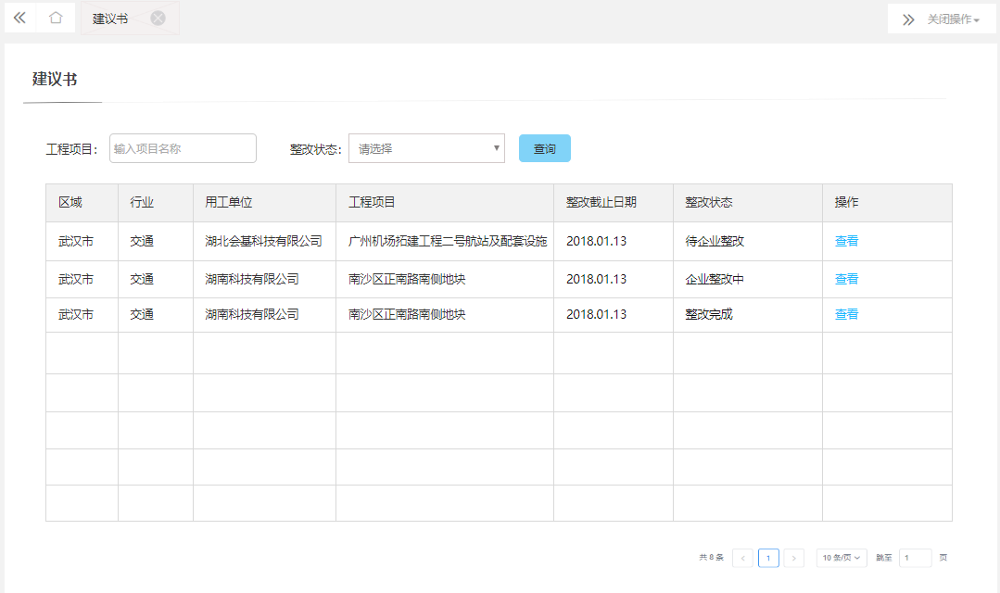 建议书
关闭操作
建议书
工程项目: 输入项目名称 整改状态: 请选择 查询
区域 行业 用工单位 工程项目 整改截止日期 整改状态 操作
武汉市 交通 湖北会基科技有限公司 广州机场拓建工程二号航站及配套设施 2018.01.13 待企业整改 查看
武汉市 交通 湖南科技有限公司 南沙区正南路南侧地块 2018.01.13 企业整改中 查看
武汉市 交通 湖南科技有限公司 南沙区正南路南侧地块 2018.01.13 整改完成 查看
共 8 条 1 10 条/页 跳至 1 页